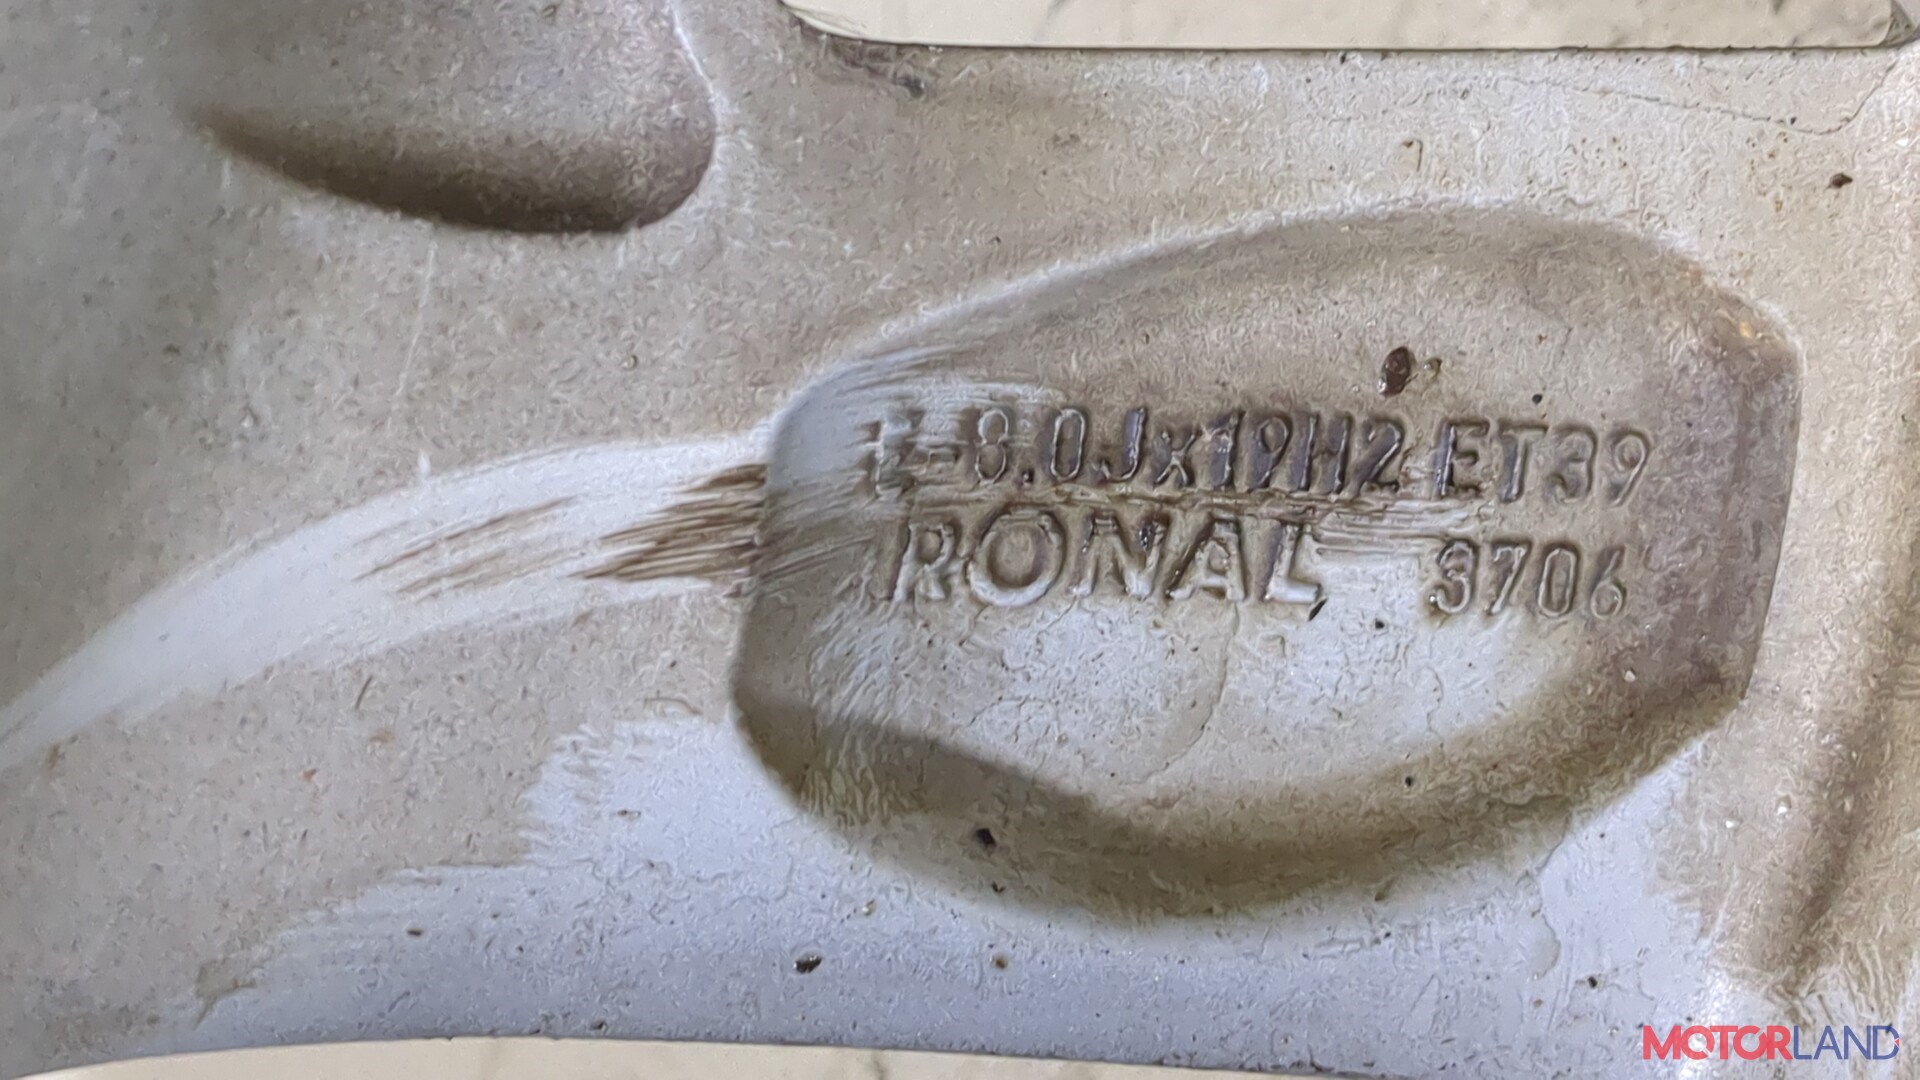 E-8.0Jx19H2 ET39
RONAL 3706
MOTORLAND